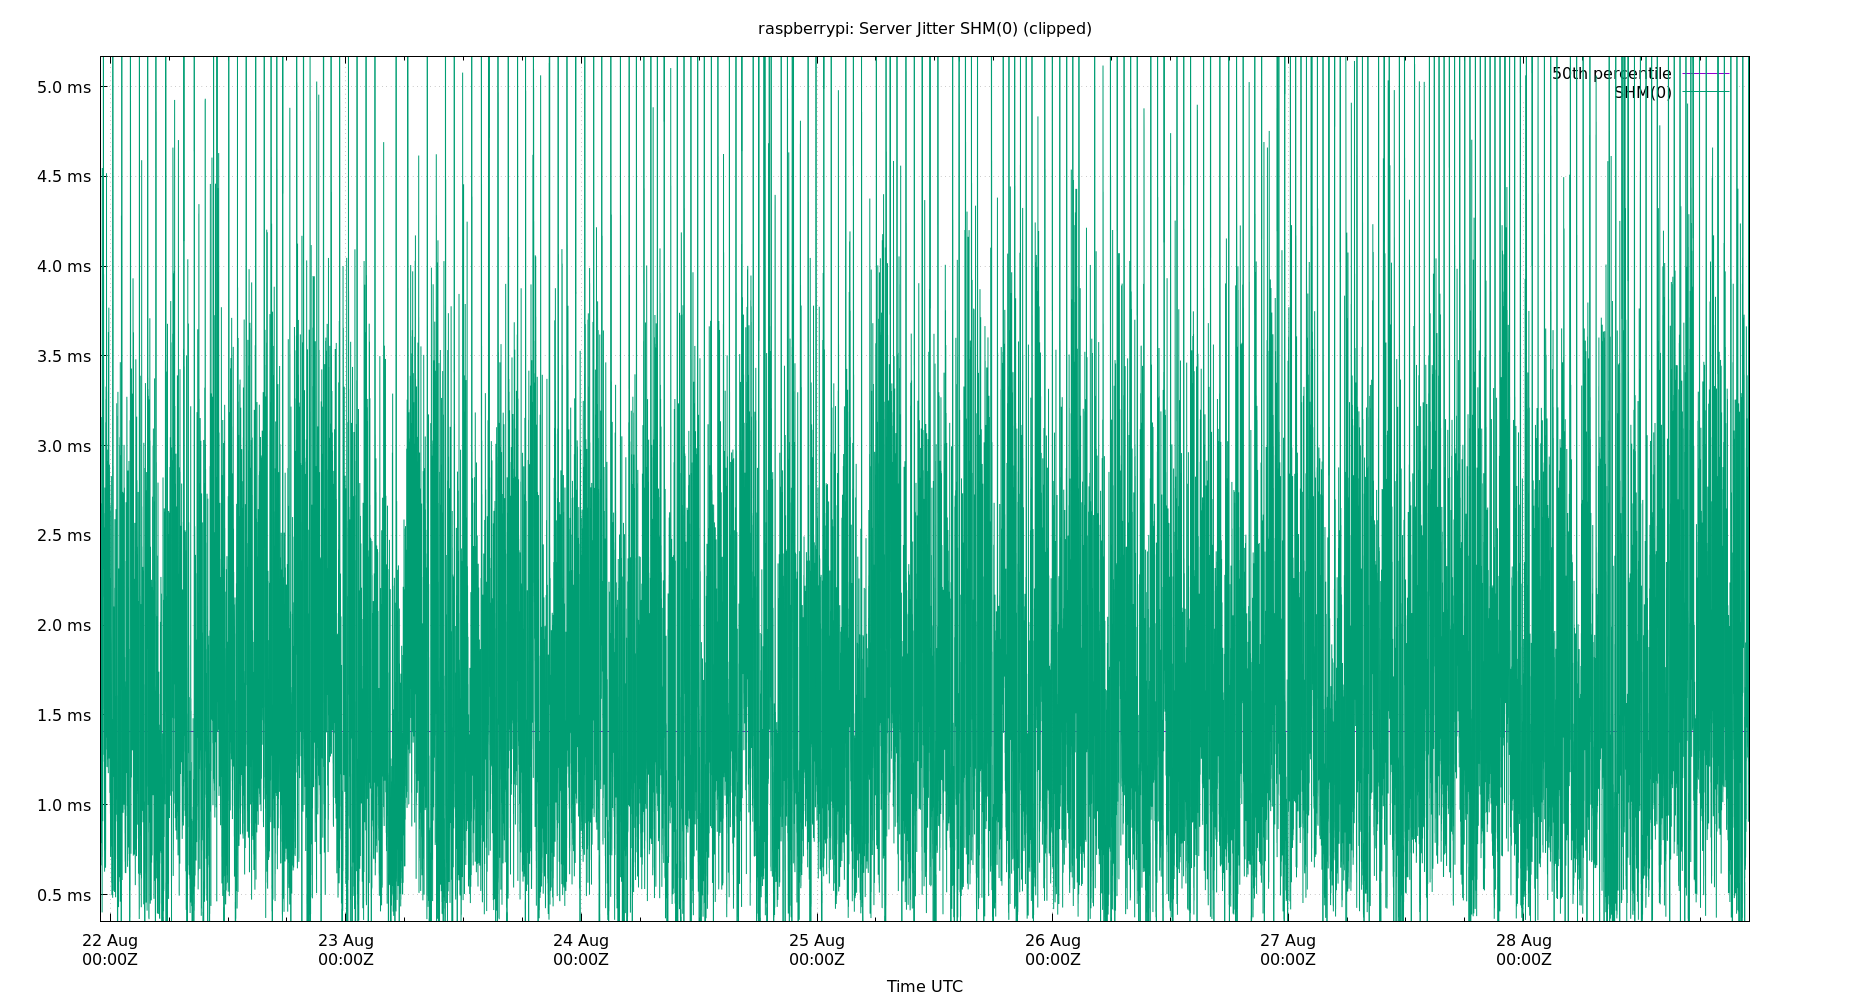 raspberrypi: Server Jitter SHM(0) (clipped)
50th percentile
SHM(0)
5.0 ms
4.5 ms
4.0 ms
3.5 ms
3.0 ms
2.5 ms
2.0 ms
1.5 ms
1.0 ms
0.5 ms
22 Aug 23 Aug 24 Aug 25 Aug 26 Aug 27 Aug 28 Aug
00:00Z 00:00Z 00:00Z 00:00Z 00:00Z 00:00Z 00:00Z
Time UTC